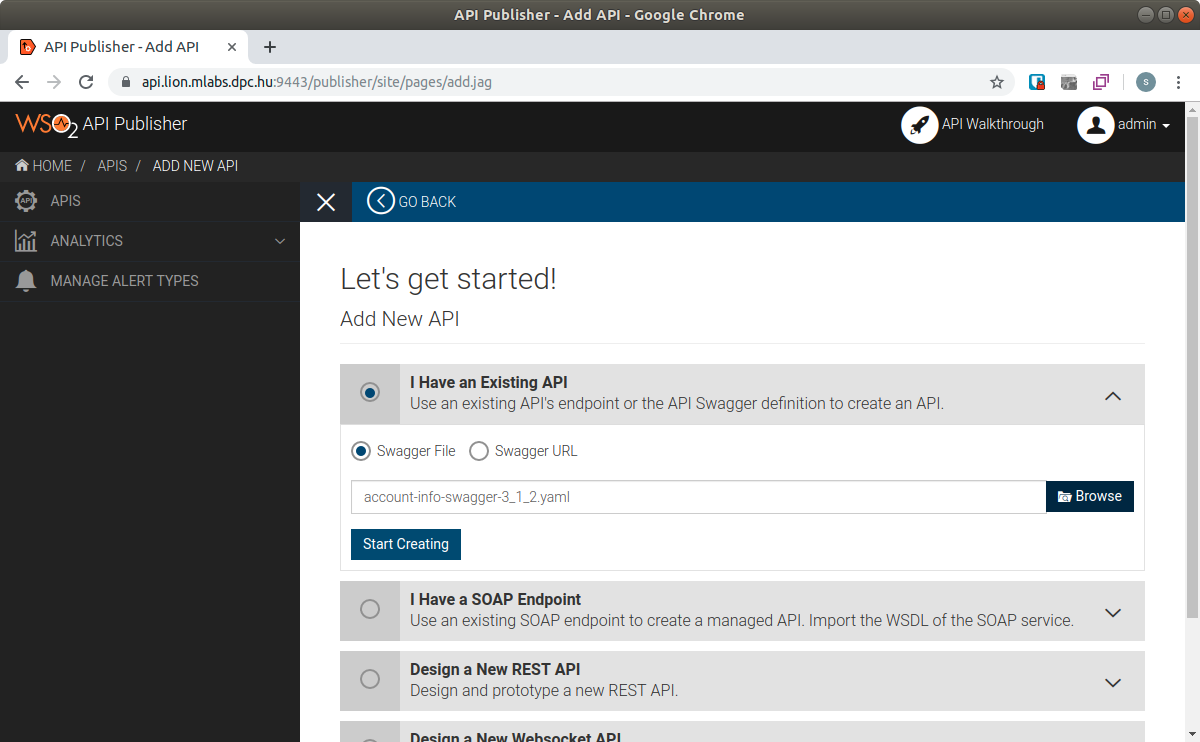 API Publisher - Add API - Google Chrome
API Publisher - Add API
api.lion.mlabs.dpc.hu:9443/publisher/site/pages/add.jag
s
WSO2 API Publisher
API Walkthrough
admin
HOME / APIS / ADD NEW API
API APIS
ANALYTICS
MANAGE ALERT TYPES
GO BACK
Let's get started!
Add New API
I Have an Existing API
Use an existing API's endpoint or the API Swagger definition to create an API.
Swagger File Swagger URL
account-info-swagger-3_1_2.yaml
Browse
Start Creating
I Have a SOAP Endpoint
Use an existing SOAP endpoint to create a managed API. Import the WSDL of the SOAP service.
Design a New REST API
Design and prototype a new REST API.
Design a New Websocket API